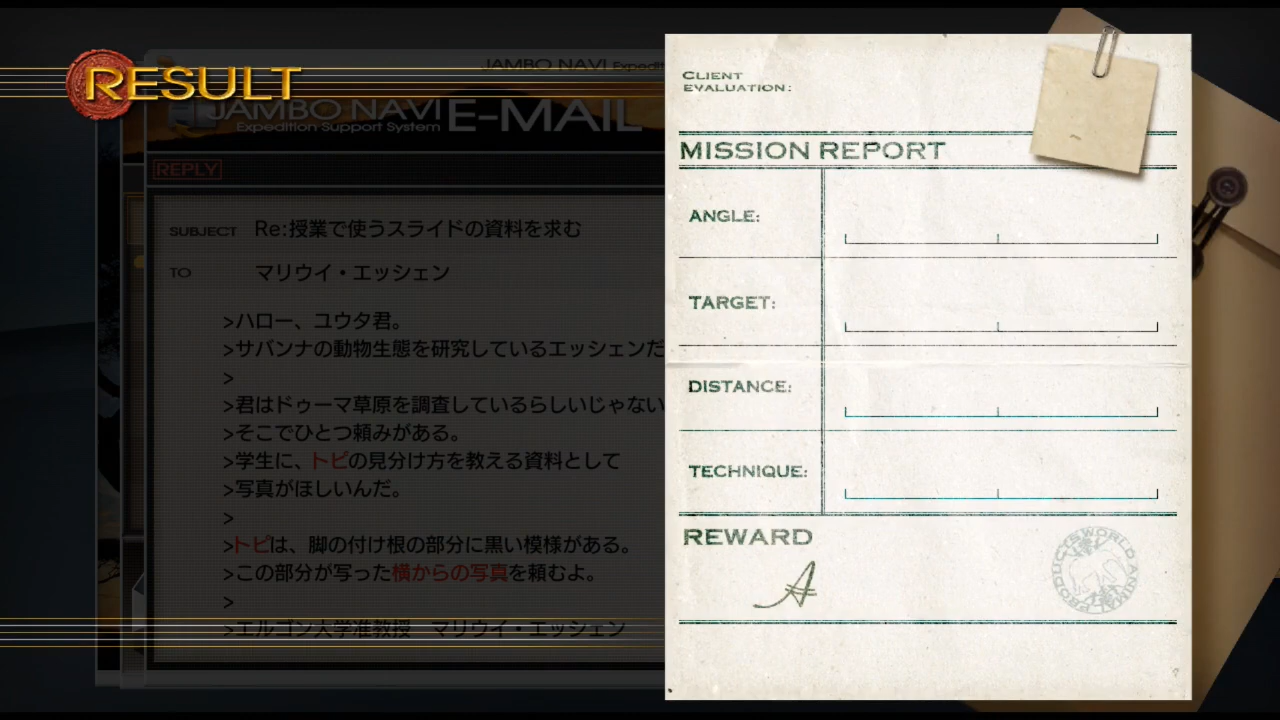 RESULT
JAMBO NAVI
JAMBO NAVI E-MAIL
Expedition Support System
REPLY
SUBJECT Re:授業で使うスライドの資料を求む
TO マリウイ・エッシェン
>ハロー、ユウタ君。
>サバンナの動物生態を研究しているエッシェンだ
>
>君はドゥーマ草原を調査しているらしいじゃない
>そこでひとつ頼みがある。
>学生に、トピの見分け方を教える資料として
>写真がほしいんだ。
>
>トピは、脚の付け根の部分に黒い模様がある。
>この部分が写った横からの写真を頼むよ。
>
>エルゴン大学准教授 マリウイ・エッシェン
CLIENT
EVALUATION:
MISSION REPORT
ANGLE:
TARGET:
DISTANCE:
TECHNIQUE:
REWARD
WORLD ANIMAL PRODUCTS